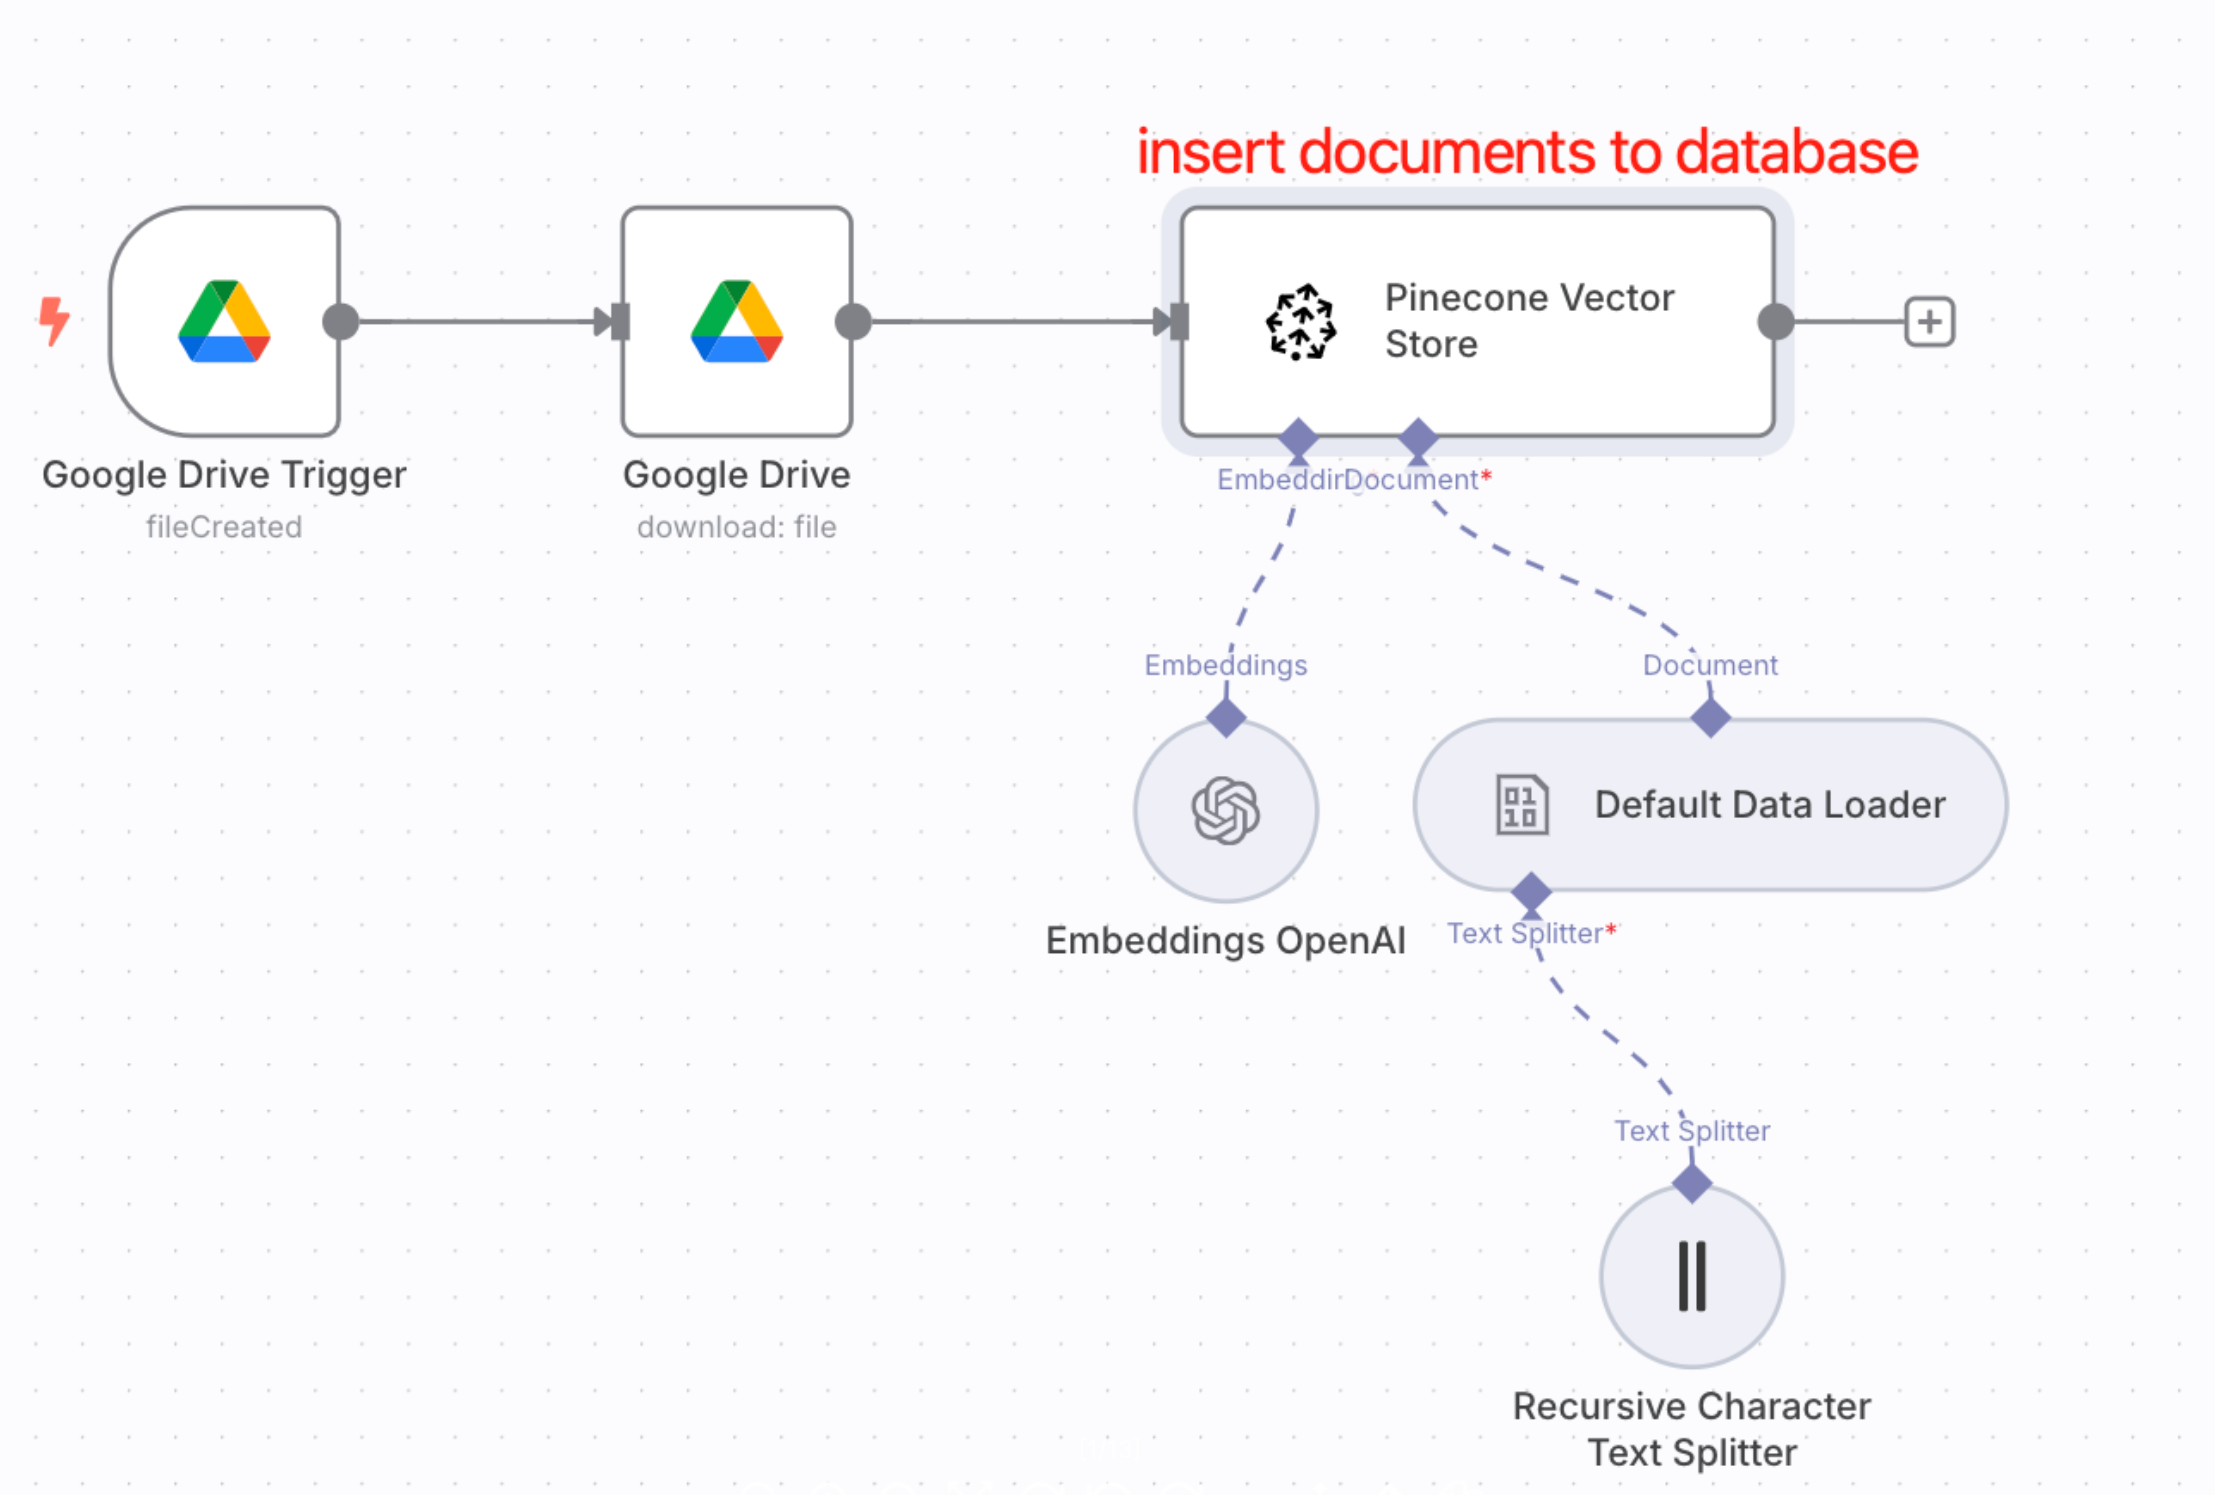 insert documents to database
Pinecone Vector
Store
Google Drive Trigger
fileCreated
Google Drive
download: file
Document*
Embeddings
Document
Default Data Loader
Embeddings OpenAI
Text Splitter*
Text Splitter
Recursive Character
Text Splitter